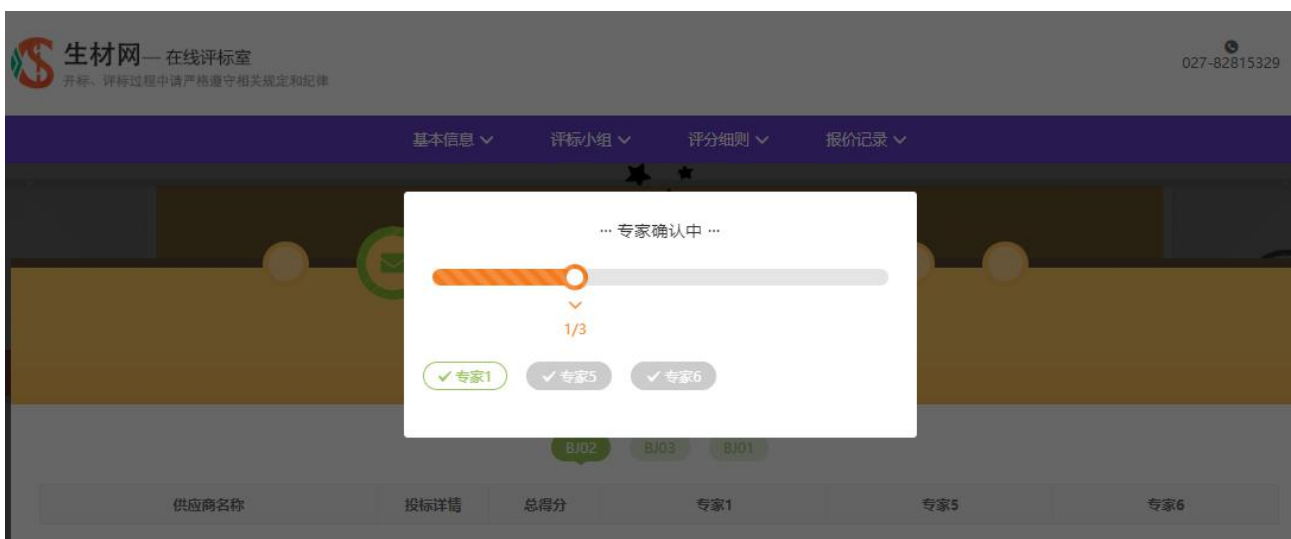 生材网— 在线评标室
开标、评标过程中请严格遵守相关规定和纪律
027-82815329
基本信息 评标小组 评分细则 报价记录
··· 专家确认中 ···
1/3
专家1 专家5 专家6
BJ02 BJ03 BJ01
供应商名称 投标详情 总得分 专家1 专家5 专家6